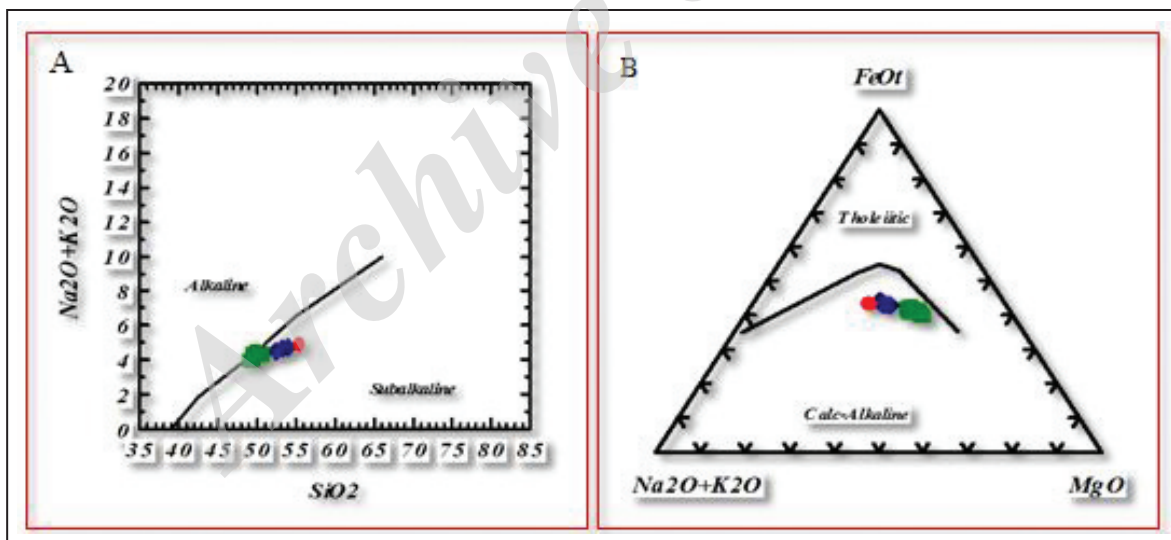 A
20
18
16
14
12
10
8
6
4
2
0
Na2O+K2O
Alkaline
Subalkaline
35 40 45 50 55 60 65 70 75 80 85
SiO2
B
FeOt
Tholeiitic
Calc-Alkaline
Na2O+K2O
MgO
Archive